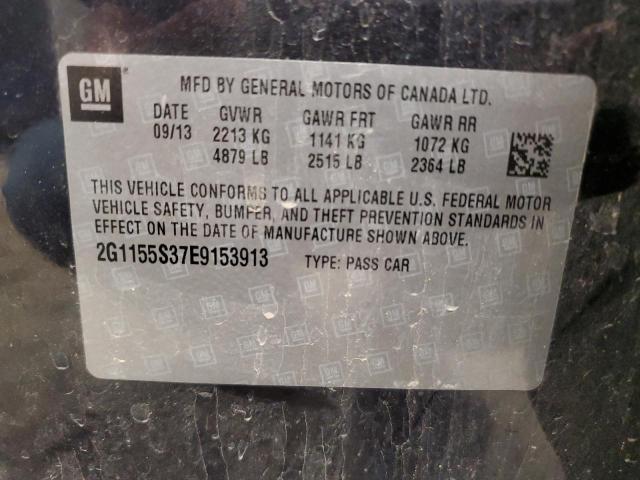 GM
MFD BY GENERAL MOTORS OF CANADA LTD.
DATE GVWR GAWR FRT GAWR RR
09/13 2213 KG 1141 KG 1072 KG
4879 LB 2515 LB 2364 LB
THIS VEHICLE CONFORMS TO ALL APPLICABLE U.S. FEDERAL MOTOR
VEHICLE SAFETY, BUMPER, AND THEFT PREVENTION STANDARDS IN
EFFECT ON THE DATE OF MANUFACTURE SHOWN ABOVE.
2G1155S37E9153913 TYPE: PASS CAR